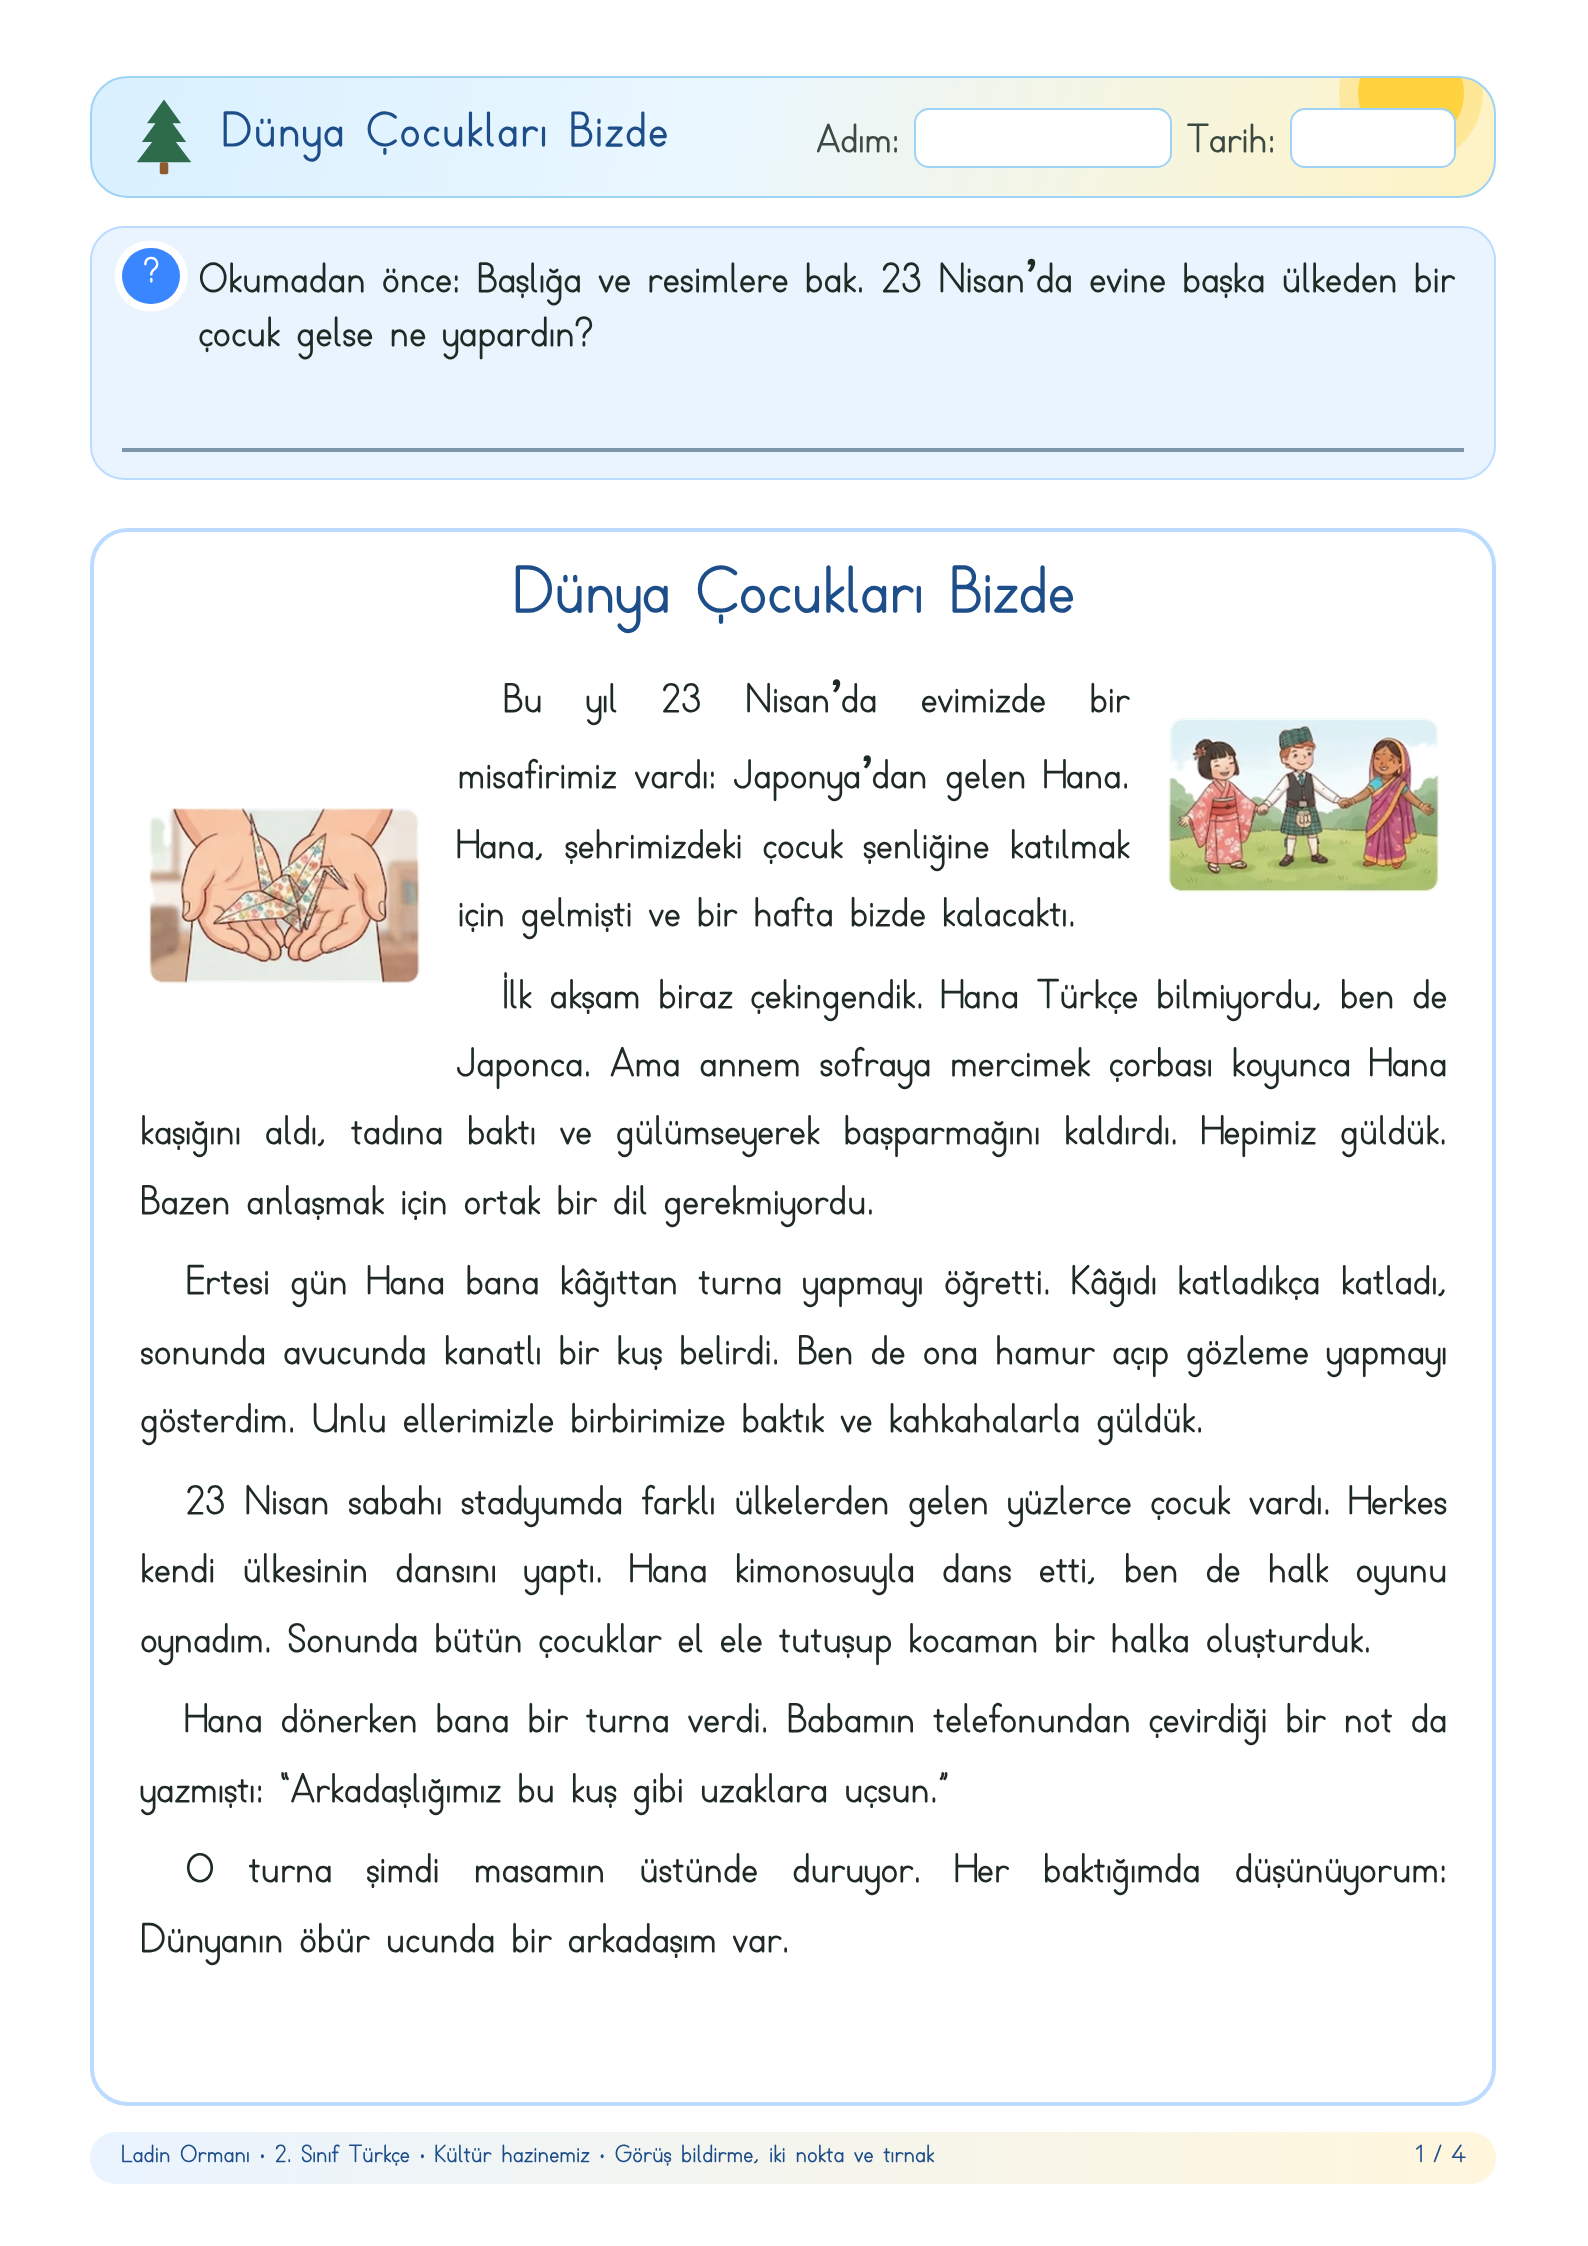 Dünya Çocukları Bizde
Adım:
Tarih:
?
Okumadan önce: Başlığa ve resimlere bak. 23 Nisan’da evine başka ülkeden bir
çocuk gelse ne yapardın?
Dünya Çocukları Bizde
Bu yıl 23 Nisan’da evimizde bir
misafirimiz vardı: Japonya’dan gelen Hana.
Hana, şehrimizdeki çocuk şenliğine katılmak
için gelmişti ve bir hafta bizde kalacaktı.
İlk akşam biraz çekingendik. Hana Türkçe bilmiyordu, ben de
Japonca. Ama annem sofraya mercimek çorbası koyunca Hana
kaşığını aldı, tadına baktı ve gülümseyerek başparmağını kaldırdı. Hepimiz güldük.
Bazen anlaşmak için ortak bir dil gerekmiyordu.
Ertesi gün Hana bana kâğıttan turna yapmayı öğretti. Kâğıdı katladıkça katladı,
sonunda avucunda kanatlı bir kuş belirdi. Ben de ona hamur açıp gözleme yapmayı
gösterdim. Unlu ellerimizle birbirimize baktık ve kahkahalarla güldük.
23 Nisan sabahı stadyumda farklı ülkelerden gelen yüzlerce çocuk vardı. Herkes
kendi ülkesinin dansını yaptı. Hana kimonosuyla dans etti, ben de halk oyunu
oynadım. Sonunda bütün çocuklar el ele tutuşup kocaman bir halka oluşturduk.
Hana dönerken bana bir turna verdi. Babamın telefonundan çevirdiği bir not da
yazmıştı: “Arkadaşlığımız bu kuş gibi uzaklara uçsun.”
O turna şimdi masamın üstünde duruyor. Her baktığımda düşünüyorum:
Dünyanın öbür ucunda bir arkadaşım var.
Ladin Ormanı • 2. Sınıf Türkçe • Kültür hazinemiz • Görüş bildirme, iki nokta ve tırnak
1 / 4